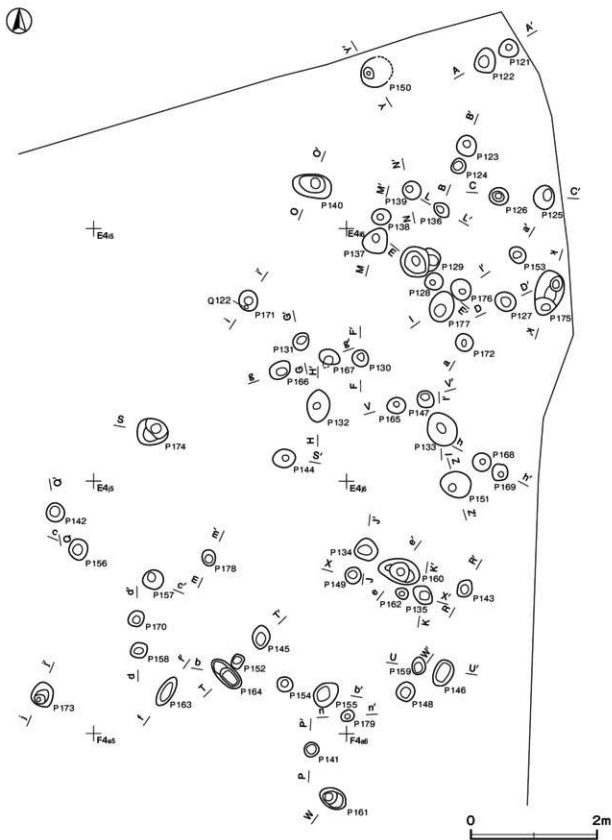 A'
P121
A
P122
Y'
P150
Y
B'
P123
P124
O'
N'
M'
P139
L
B
C
C'
P140
P136
L'
P126
P125
O
N
P138
a'
E4i5
E4i6
P137
M
m'
P129
P153
k
P128
i'
P176
D'
I'
Q122
P171
I
G'
P177
D
P127
P175
k'
F'
P131
g'
P130
P172
G
H'
P167
g
P166
F
a
V'
P132
V
P165
P147
I'
S
P174
H
P133
h
I
Z'
P168
S'
P144
P169
h'
Q'
E4j5
E4j6
P151
Z
P142
c
Q
P156
m'
J'
e'
P178
P134
K'
R'
X
P160
d'
P157
c'
m
P149
J
e
P162
P135
X'
R
P143
P170
T'
K
P145
P158
f'
b
P152
U
W'
P159
U'
d
T
P164
P146
j'
P154
P155
b'
P148
P173
P163
n
n'
j
f
P'
P179
F4a5
F4a6
P141
P
P161
W
0
2m